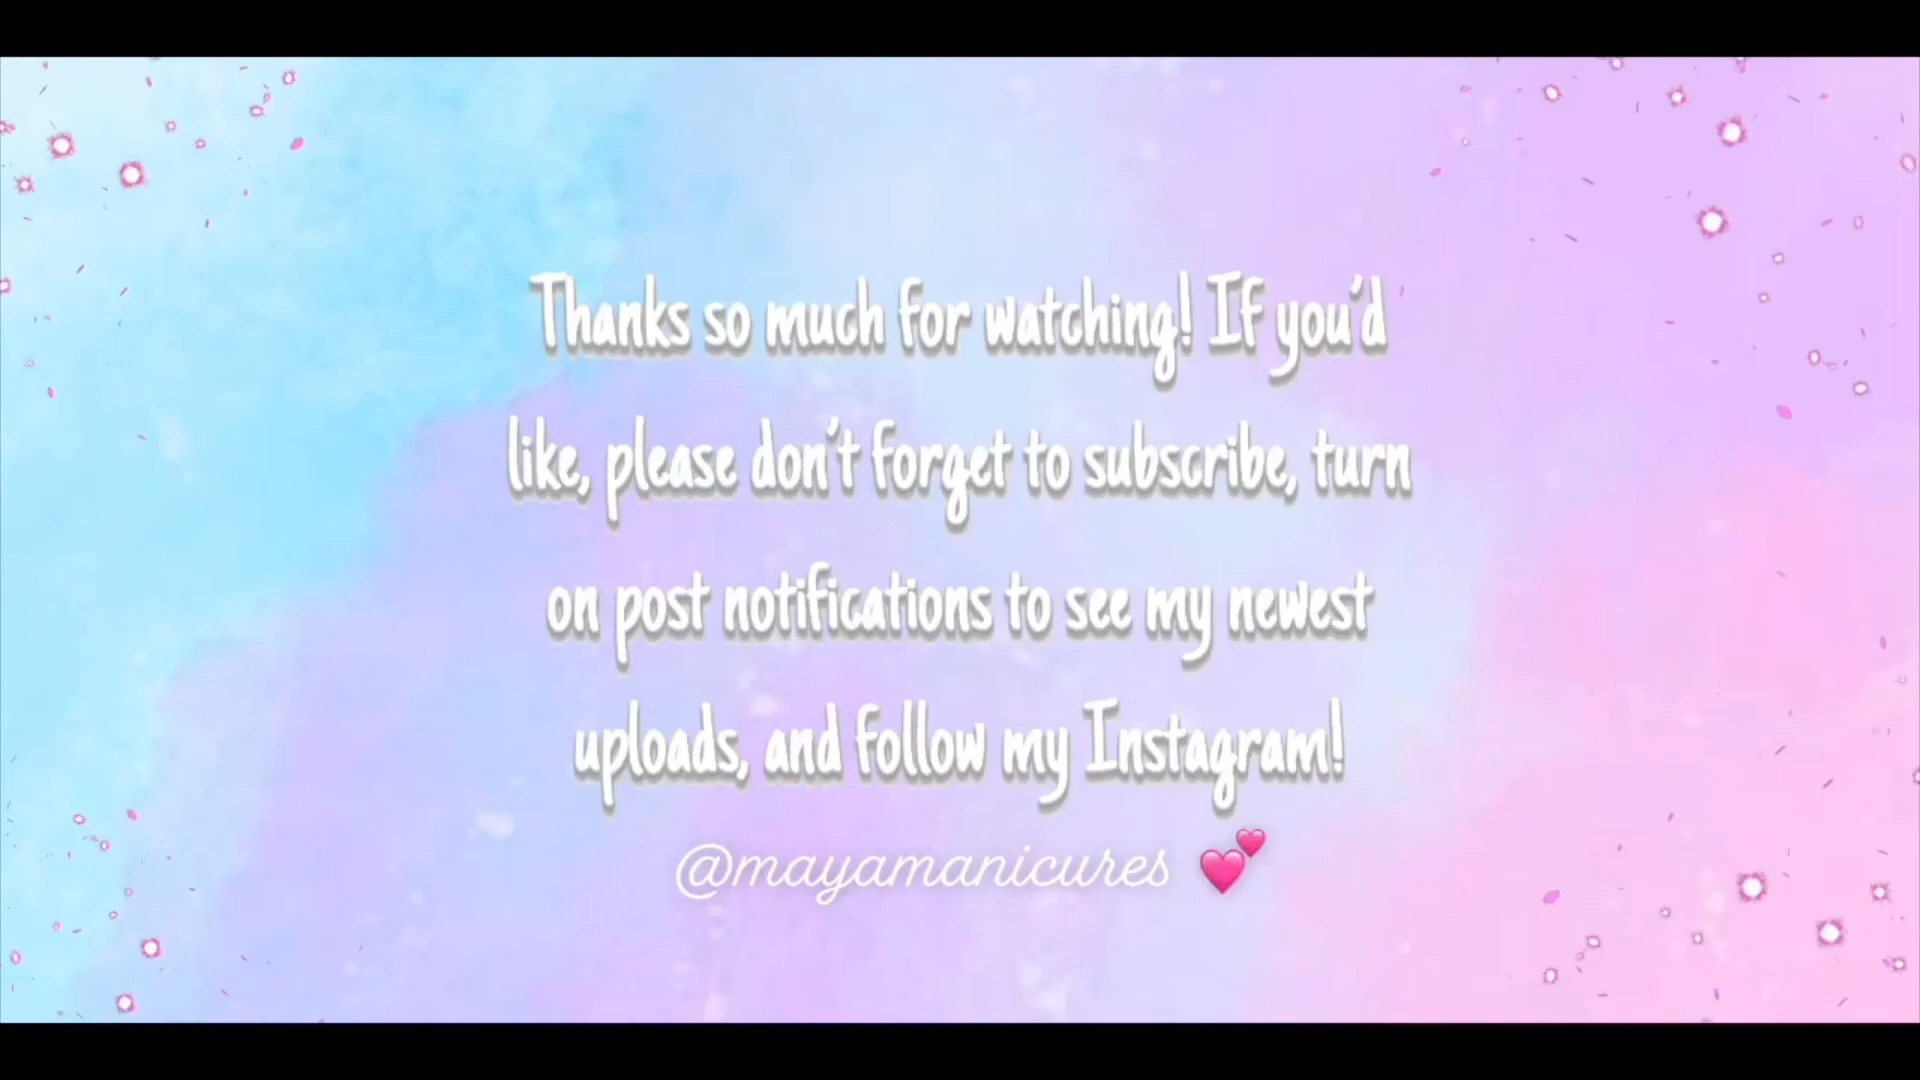 Thanks so much for watching! If you'd
like, please don't forget to subscribe, turn
on post notifications to see my newest
uploads, and follow my Instagram!
@mayamanicures 💕